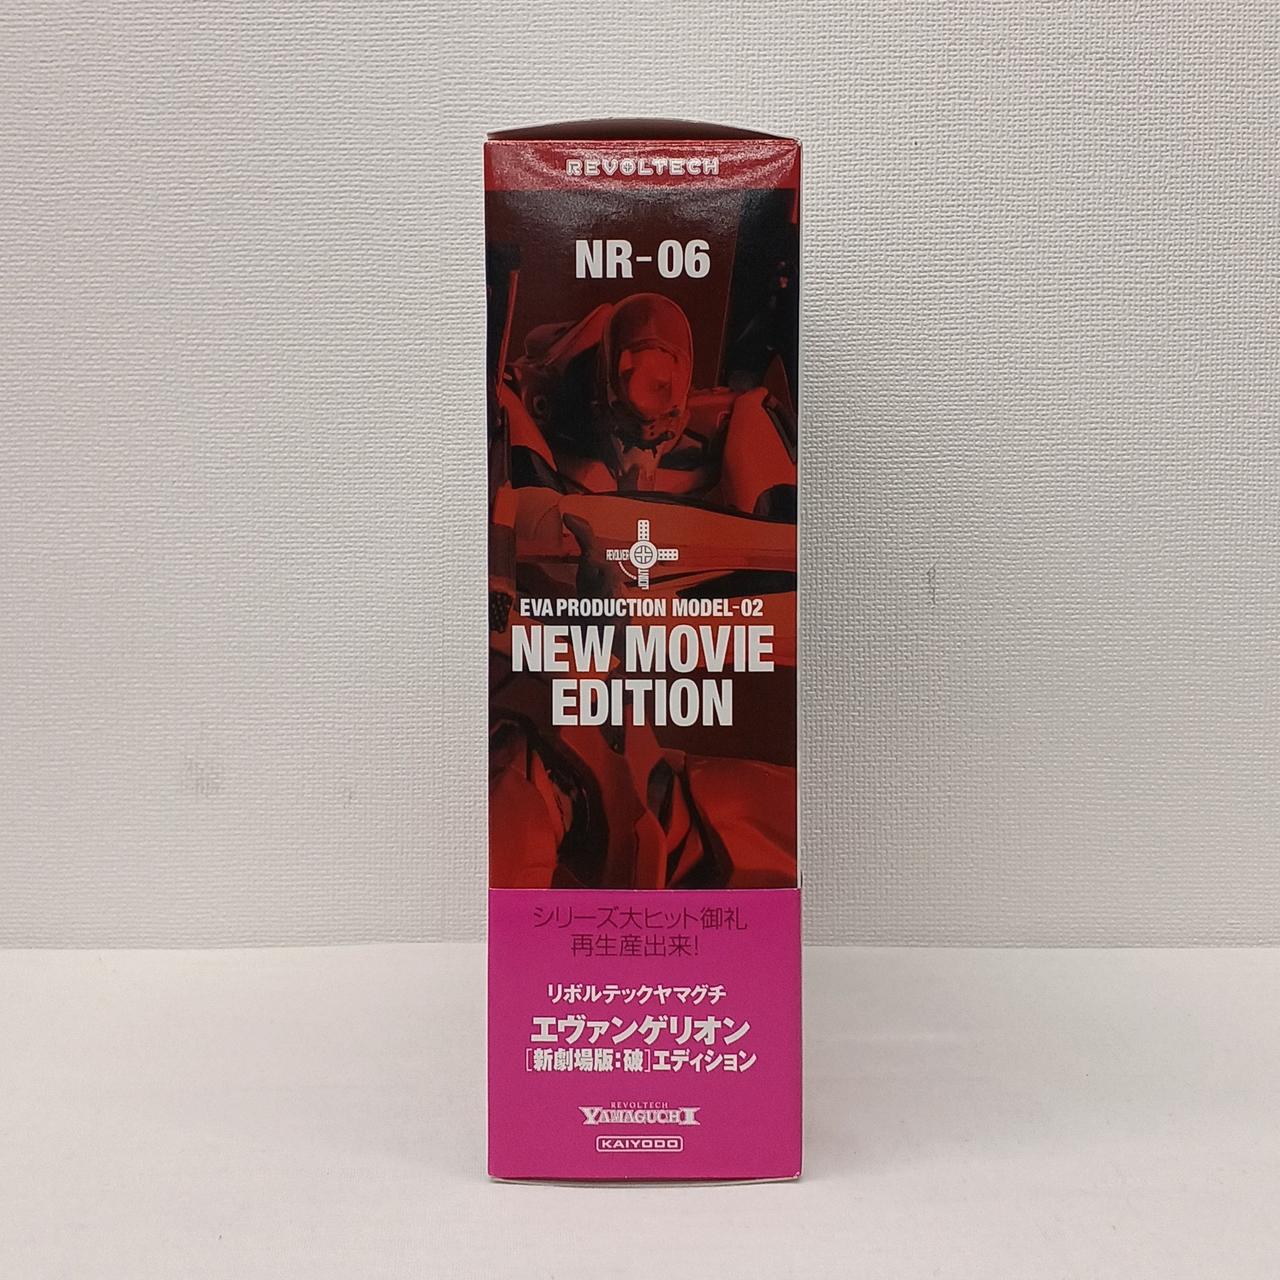 REVOLTECH
NR-06
REVOLVER
JOINT
EVA PRODUCTION MODEL-02
NEW MOVIE
EDITION
シリーズ大ヒット御礼
再生産出来!
リボルテックヤマグチ
エヴァンゲリオン
[新劇場版:破]エディション
REVOLTECH
YAMAGUCHI
KAIYODO